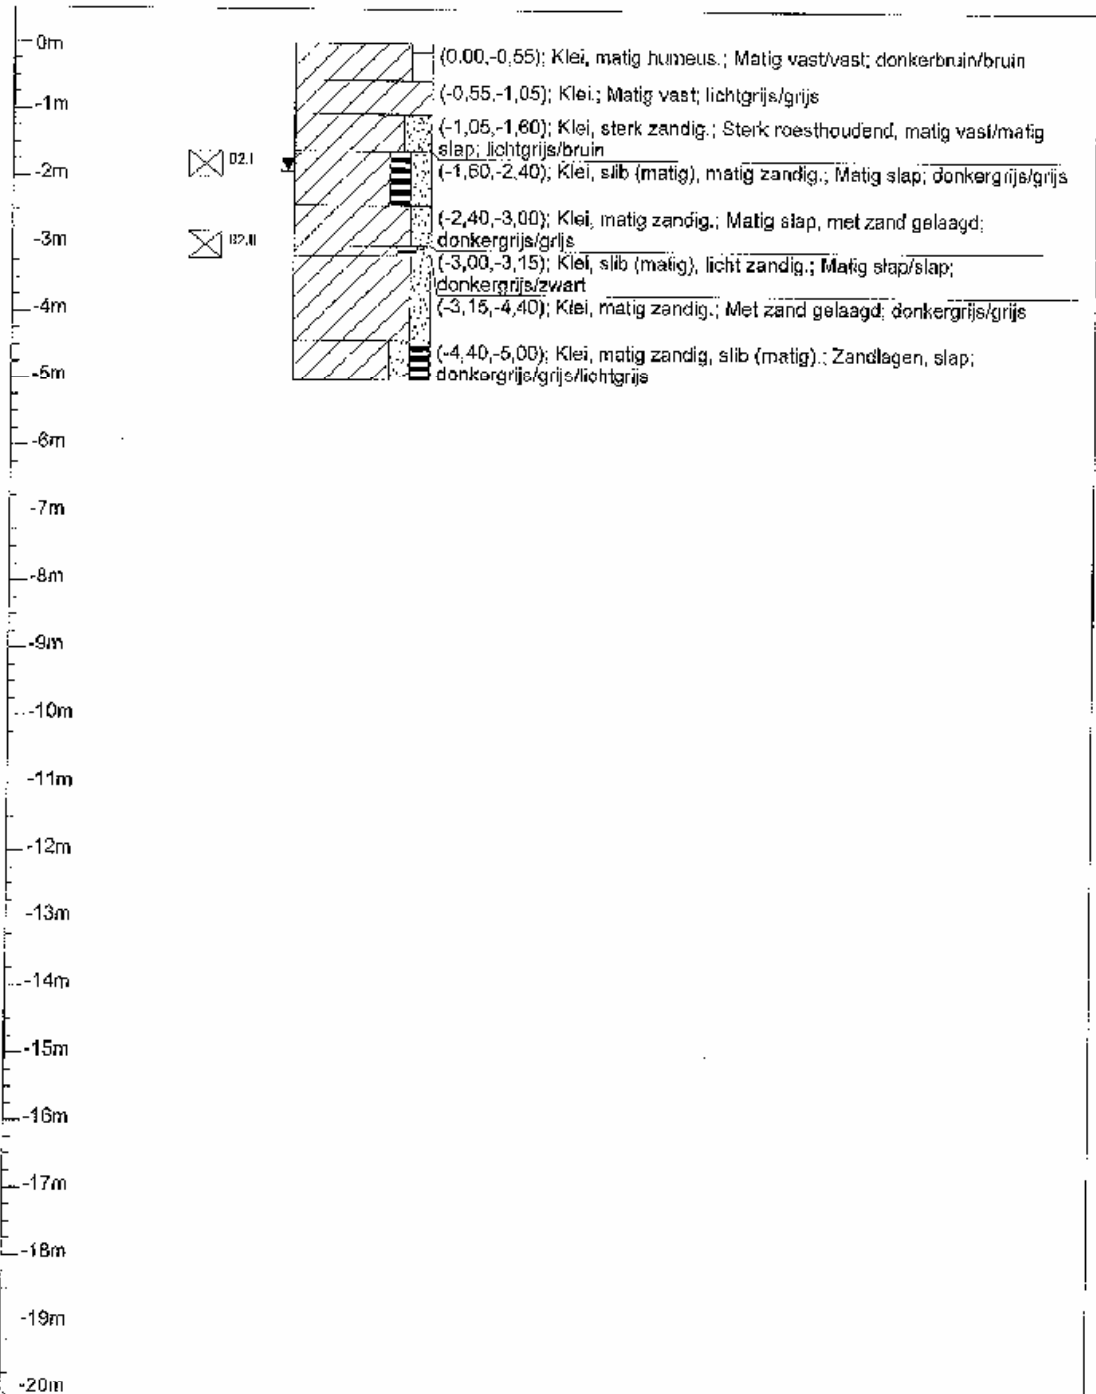 0m
(0,00,-0,55); Klei, matig humeus.; Matig vast/vast; donkerbruin/bruin
-1m
(-0,55,-1,05); Klei.; Matig vast; lichtgrijs/grijs
(-1,05,-1,60); Klei, sterk zandig.; Sterk roesthoudend, matig vast/matig
slap; lichtgrijs/bruin
B2.I
-2m
(-1,60,-2,40); Klei, slib (matig), matig zandig.; Matig slap; donkergrijs/grijs
(-2,40,-3,00); Klei, matig zandig.; Matig slap, met zand gelaagd;
donkergrijs/grijs
-3m
B2.II
(-3,00,-3,15); Klei, slib (matig), licht zandig.; Matig slap/slap;
donkergrijs/zwart
-4m
(-3,15,-4,40); Klei, matig zandig.; Met zand gelaagd; donkergrijs/grijs
(-4,40,-5,00); Klei, matig zandig, slib (matig).; Zandlagen, slap;
donkergrijs/grijs/lichtgrijs
-5m
-6m
-7m
-8m
-9m
-10m
-11m
-12m
-13m
-14m
-15m
-16m
-17m
-18m
-19m
-20m